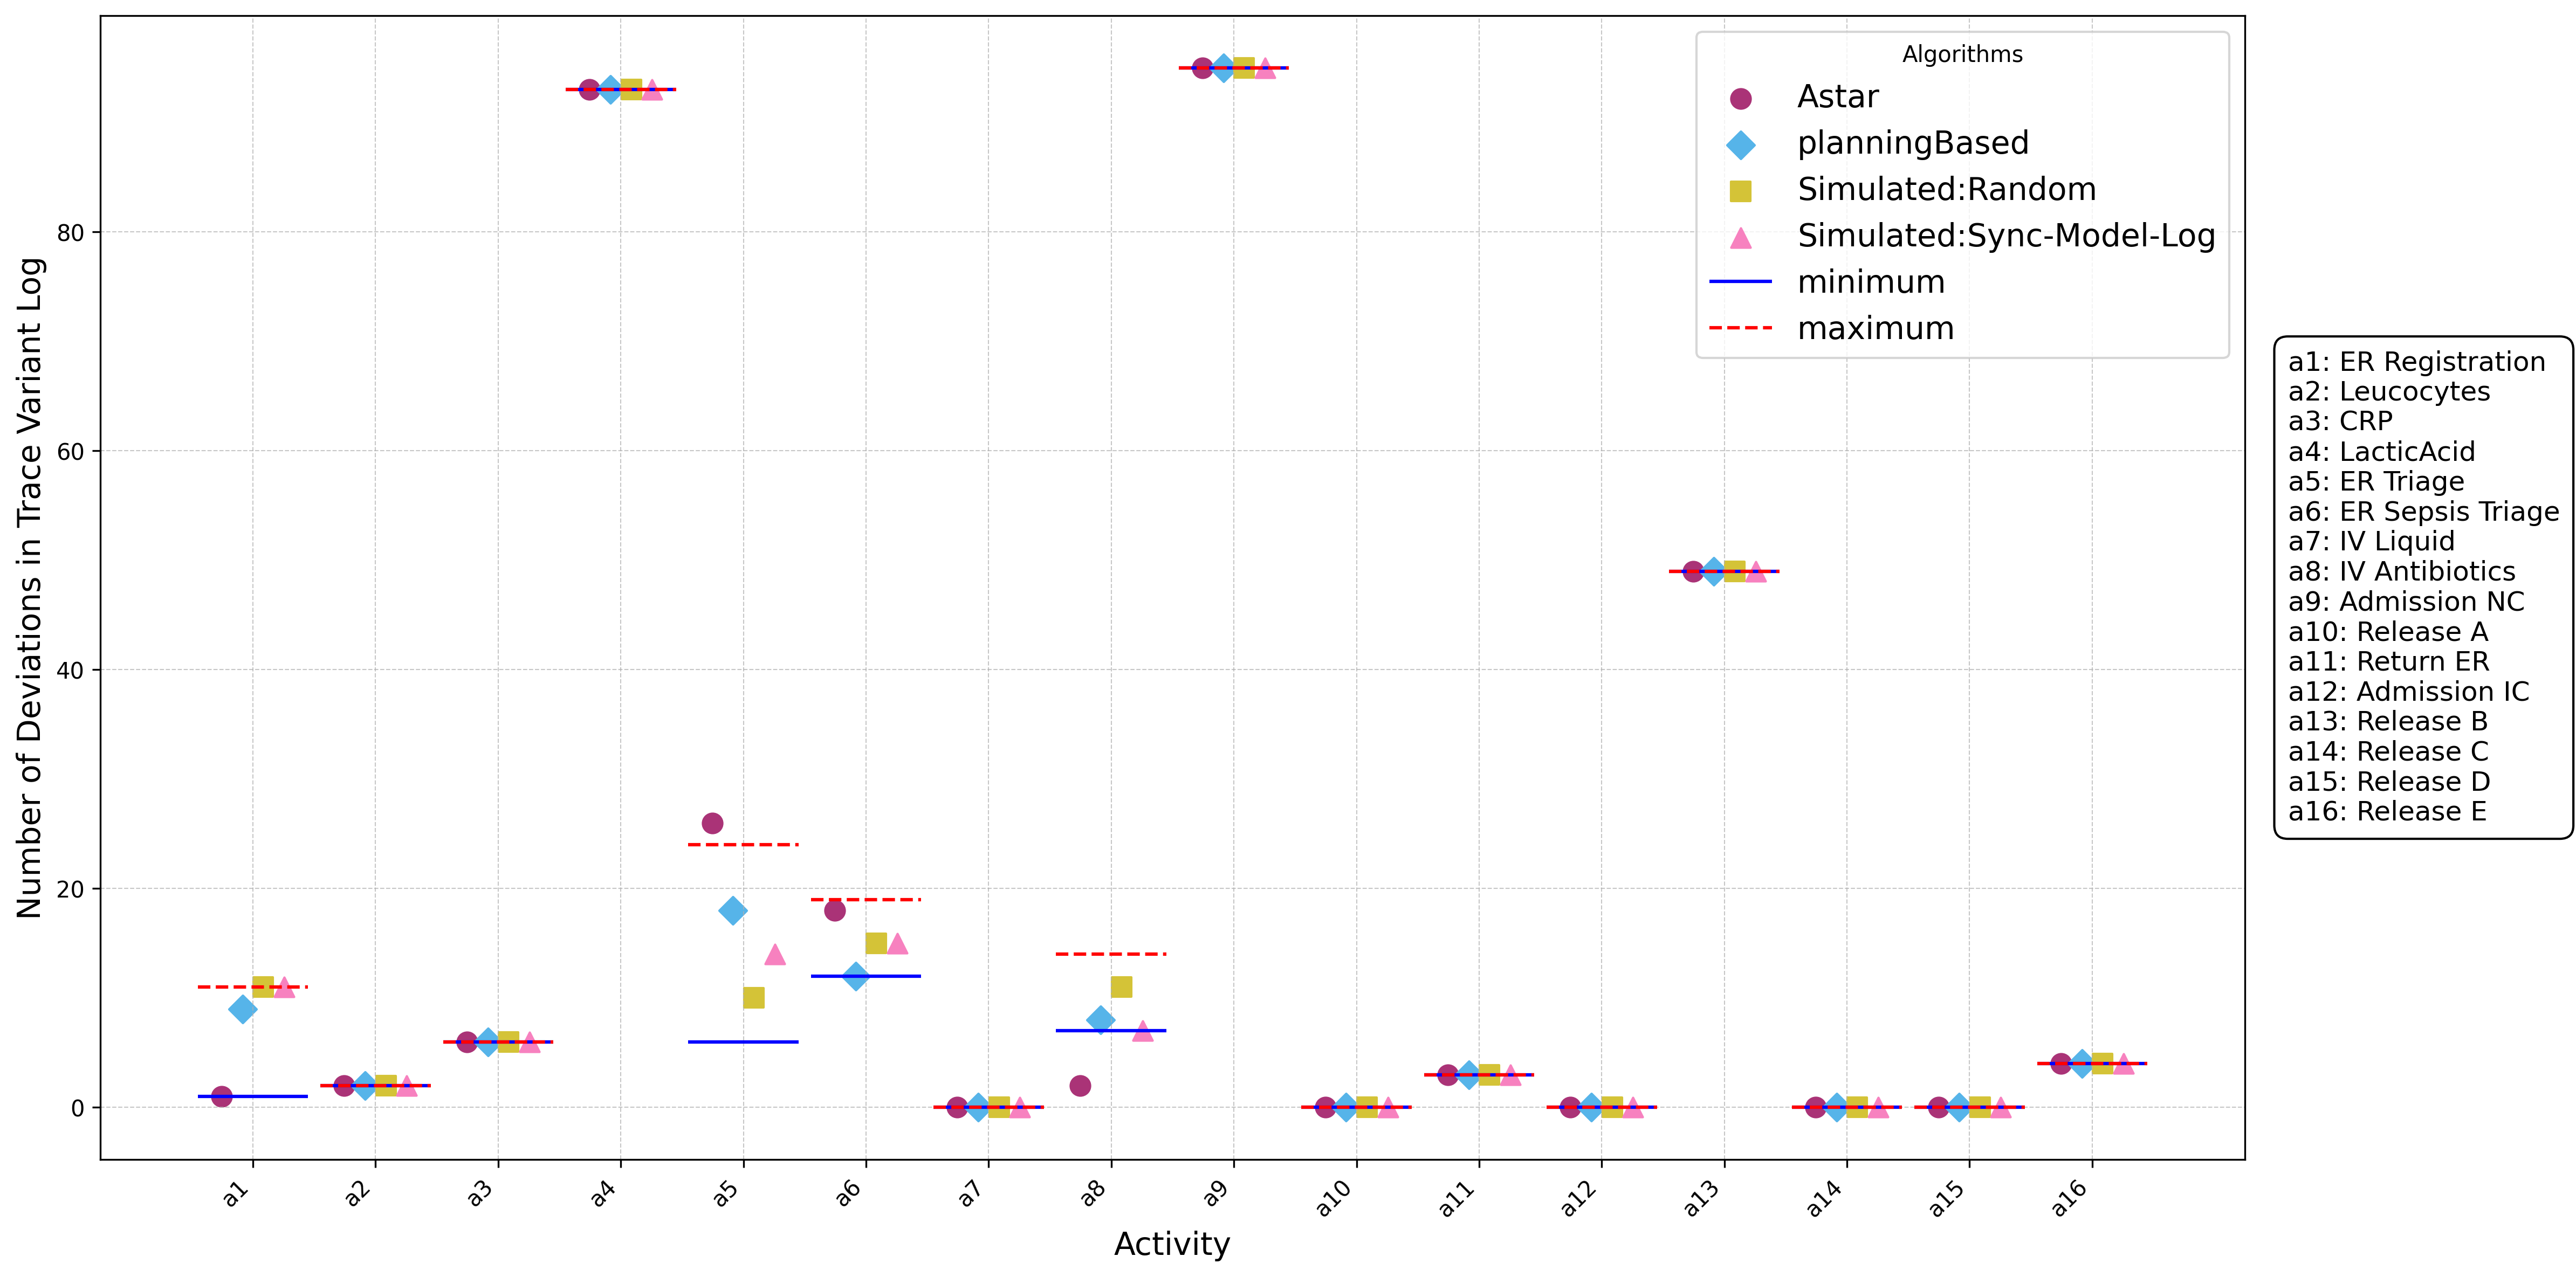 Algorithms
Astar
planningBased
Simulated:Random
Simulated:Sync-Model-Log
minimum
maximum
Number of Deviations in Trace Variant Log
80
60
40
20
0
a1 a2 a3 a4 a5 a6 a7 a8 a9 a10 a11 a12 a13 a14 a15 a16
Activity
a1: ER Registration
a2: Leucocytes
a3: CRP
a4: LacticAcid
a5: ER Triage
a6: ER Sepsis Triage
a7: IV Liquid
a8: IV Antibiotics
a9: Admission NC
a10: Release A
a11: Return ER
a12: Admission IC
a13: Release B
a14: Release C
a15: Release D
a16: Release E